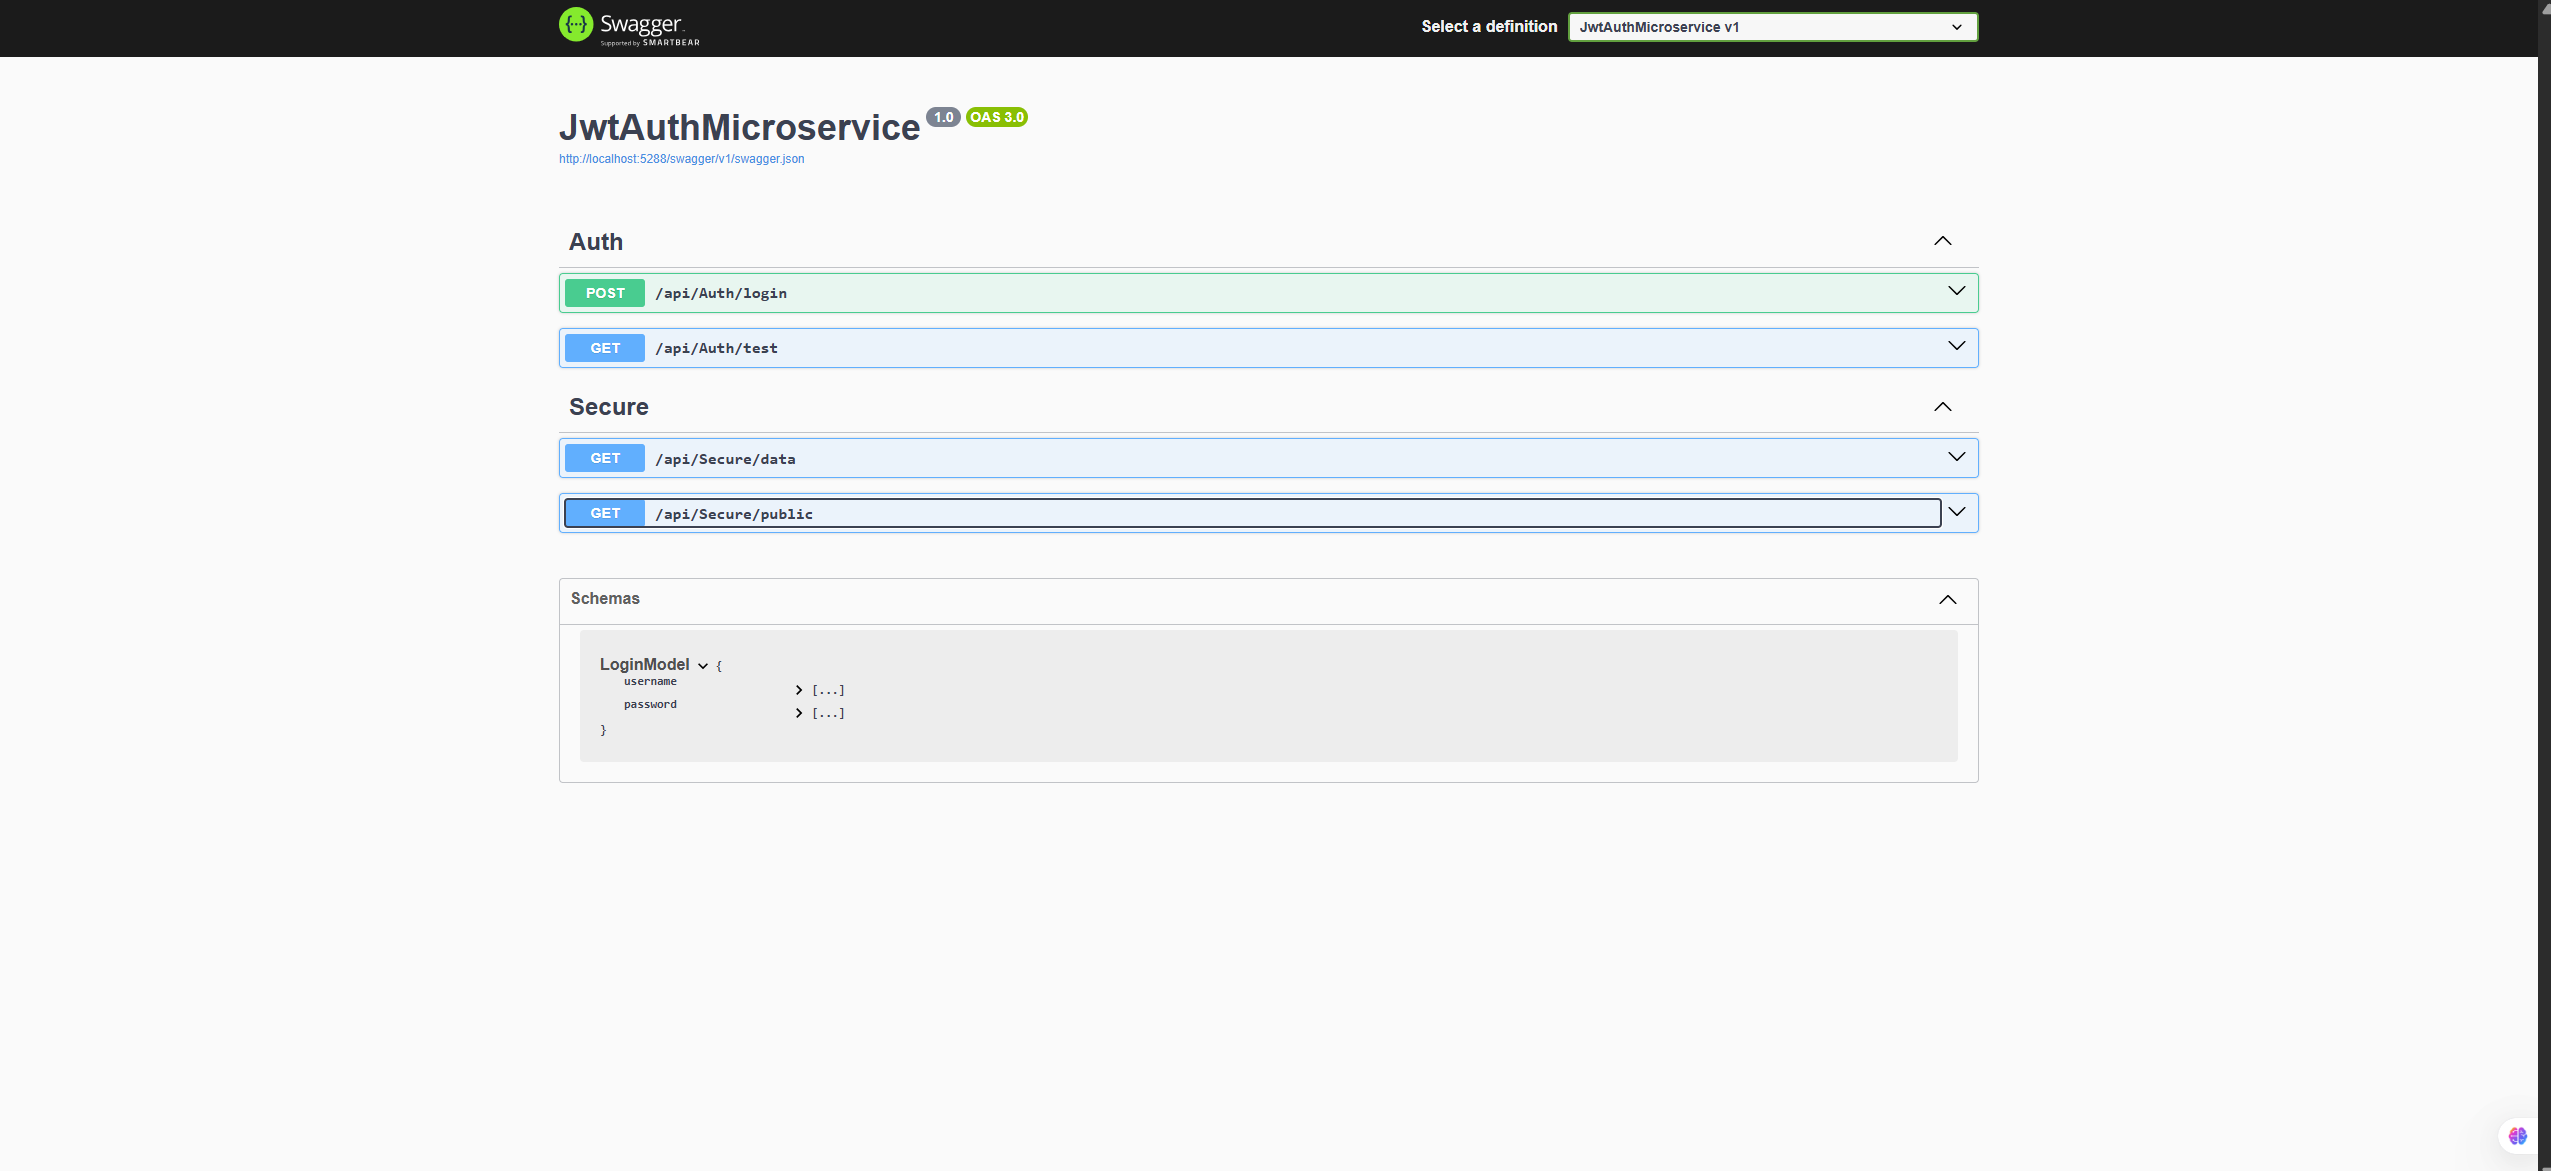 Swagger
Supported by SMARTBEAR
Select a definition
JwtAuthMicroservice v1
JwtAuthMicroservice 1.0 OAS 3.0
http://localhost:5288/swagger/v1/swagger.json
Auth
POST /api/Auth/login
GET /api/Auth/test
Secure
GET /api/Secure/data
GET /api/Secure/public
Schemas
LoginModel {
username [...]
password [...]
}